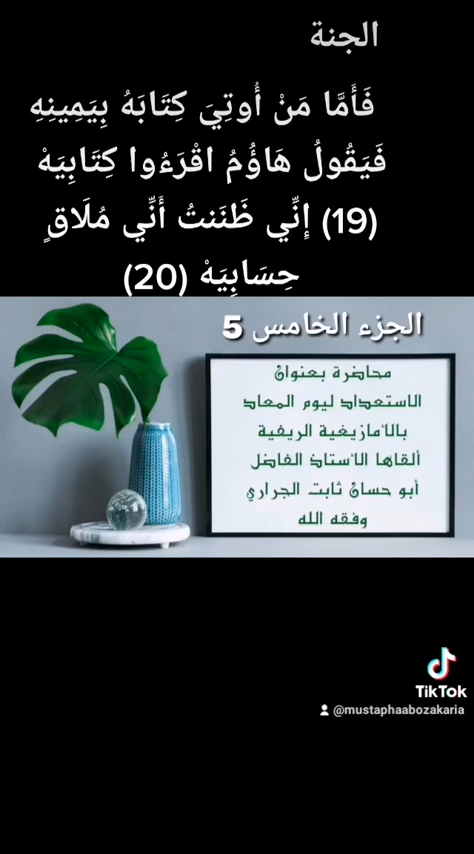 الجنة
فَأَمَّا مَنْ أُوتِيَ كِتَابَهُ بِيَمِينِهِ
فَيَقُولُ هَاؤُمُ اقْرَءُوا كِتَابِيَهْ
(19) إِنِّي ظَنَنتُ أَنِّي مُلَاقٍ
حِسَابِيَهْ (20)
الجزء الخامس 5
محاضرة بعنوان
الاستعداد ليوم المعاد
بالأمازيغية الريفية
ألقاها الأستاذ الفاضل
أبو حسان ثابت الجراري
وفقه الله
TikTok
@mustaphaabozakaria